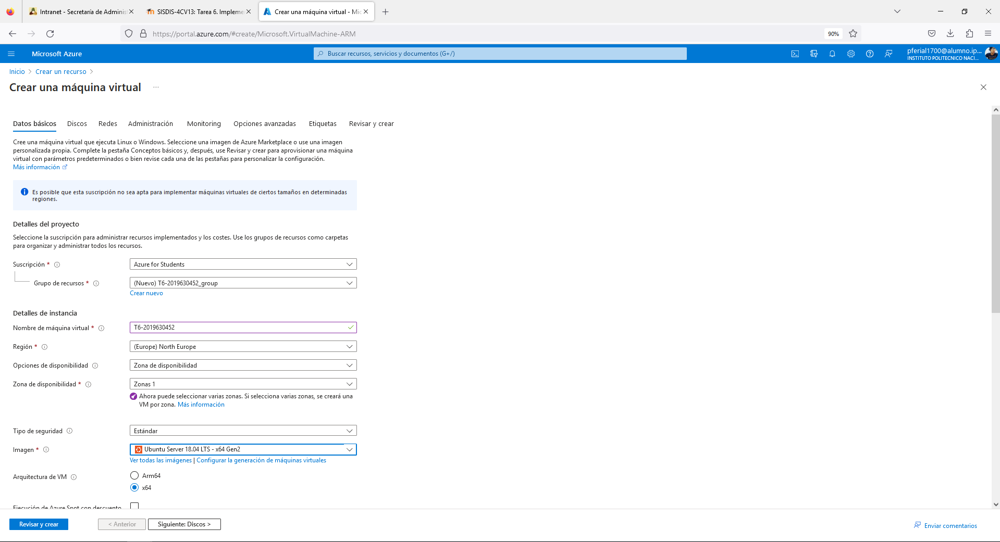 Intranet - Secretaría de Adminis
SISDIS-4CV13: Tarea 6. Impleme
Crear una máquina virtual - Mic
https://portal.azure.com/#create/Microsoft.VirtualMachine-ARM
90%
Microsoft Azure
Buscar recursos, servicios y documentos (G+/)
pferial1700@alumno.ip...
INSTITUTO POLITECNICO NACI...
Inicio > Crear un recurso >
Crear una máquina virtual ...
Datos básicos Discos Redes Administración Monitoring Opciones avanzadas Etiquetas Revisar y crear
Cree una máquina virtual que ejecuta Linux o Windows. Seleccione una imagen de Azure Marketplace o use una imagen
personalizada propia. Complete la pestaña Conceptos básicos y, después, use Revisar y crear para aprovisionar una máquina
virtual con parámetros predeterminados o bien revise cada una de las pestañas para personalizar la configuración.
Más información
Es posible que esta suscripción no sea apta para implementar máquinas virtuales de ciertos tamaños en determinadas
regiones.
Detalles del proyecto
Seleccione la suscripción para administrar recursos implementados y los costes. Use los grupos de recursos como carpetas
para organizar y administrar todos los recursos.
Suscripción * Azure for Students
Grupo de recursos * (Nuevo) T6-2019630452_group
Crear nuevo
Detalles de instancia
Nombre de máquina virtual * T6-2019630452
Región * (Europe) North Europe
Opciones de disponibilidad Zona de disponibilidad
Zona de disponibilidad * Zonas 1
Ahora puede seleccionar varias zonas. Si selecciona varias zonas, se creará una
VM por zona. Más información
Tipo de seguridad Estándar
Imagen * Ubuntu Server 18.04 LTS - x64 Gen2
Ver todas las imágenes | Configurar la generación de máquinas virtuales
Arquitectura de VM Arm64
x64
Ejecución de Azure Spot con descuento
Revisar y crear < Anterior Siguiente: Discos > Enviar comentarios